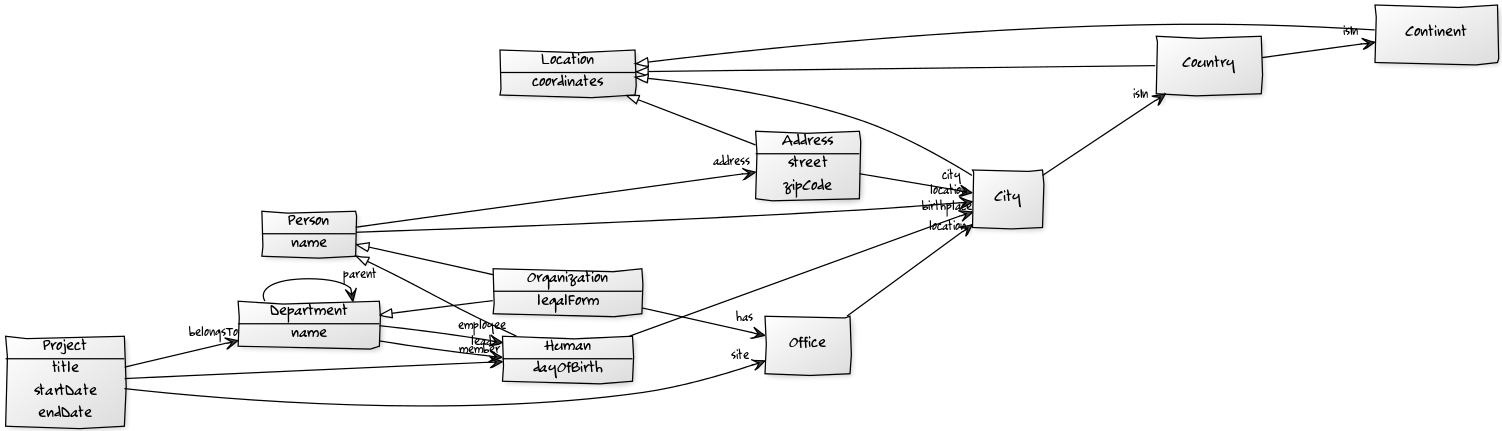 isIn
Continent
Location
coordinates
Country
isIn
Address
street
zipCode
address
city
location
birthplace
location
City
Person
name
parent
Organization
legalForm
Department
name
employee
leads
member
belongsTo
has
Office
site
Human
dayOfBirth
Project
title
startDate
endDate